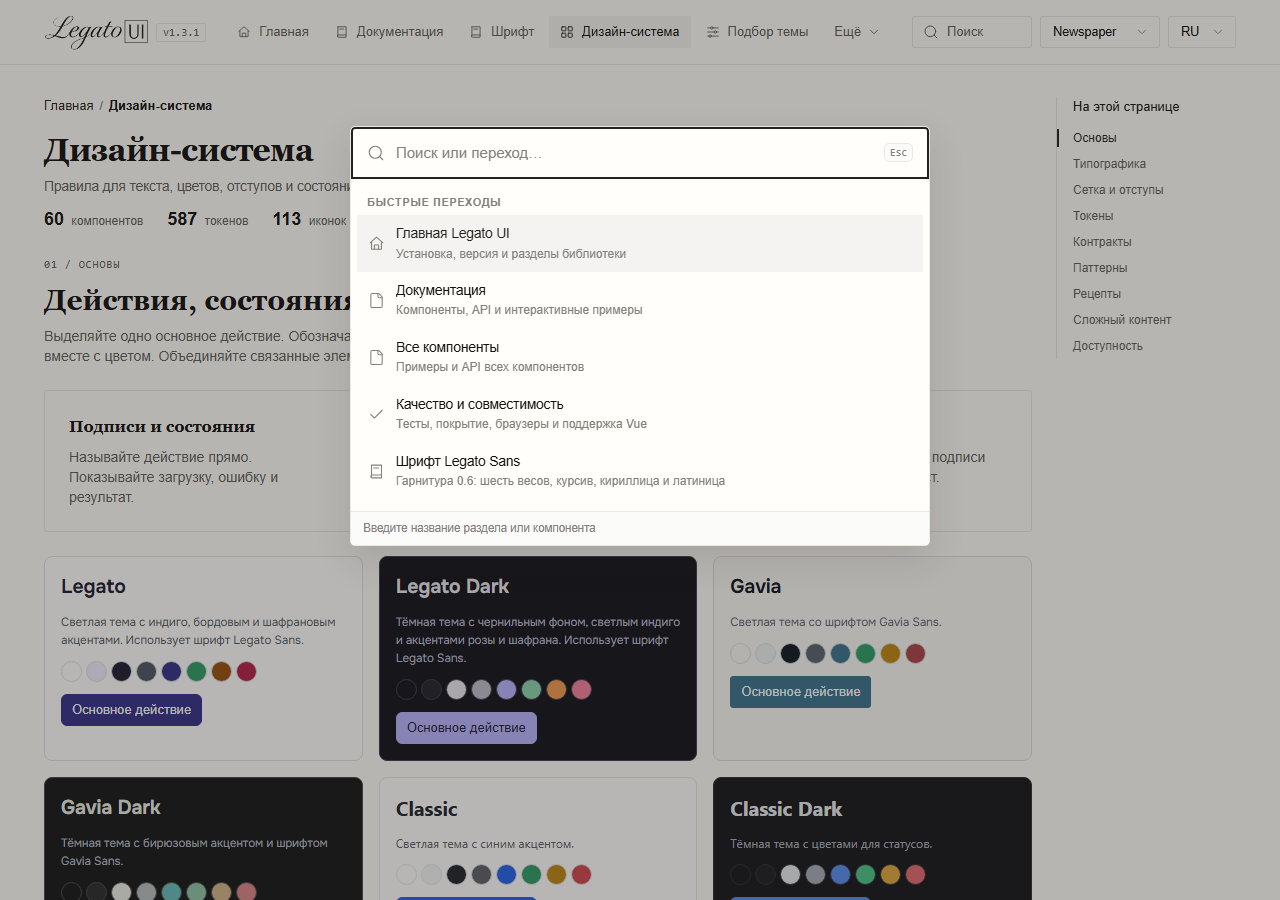 Legato UI v1.3.1 Главная Документация Шрифт Дизайн-система Подбор темы Ещё Поиск Newspaper RU
Главная / Дизайн-система
На этой странице
Основы
Типографика
Сетка и отступы
Токены
Контракты
Паттерны
Рецепты
Сложный контент
Доступность
Дизайн-система
Правила для текста, цветов, отступов и
60 компонентов 587 токенов 113 иконок
01 / ОСНОВЫ
Действия, состояния
Выделяйте одно основное действие.
вместе с цветом. Объединяйте связанные
Поиск или переход... Esc
БЫСТРЫЕ ПЕРЕХОДЫ
Главная Legato UI
Установка, версия и разделы библиотеки
Документация
Компоненты, API и интерактивные примеры
Все компоненты
Примеры и API всех компонентов
Качество и совместимость
Тесты, покрытие, браузеры и поддержка Vue
Шрифт Legato Sans
Гарнитура 0.6: шесть весов, курсив, кириллица и латиница
Введите название раздела или компонента
Подписи и состояния
Называйте действие прямо.
Показывайте загрузку, ошибку и
результат.
подписи
Legato
Светлая тема с индиго, бордовым и шафрановым
акцентами. Использует шрифт Legato Sans.
Основное действие
Legato Dark
Тёмная тема с чернильным фоном, светлым индиго
и акцентами розы и шафрана. Использует шрифт
Legato Sans.
Основное действие
Gavia
Светлая тема со шрифтом Gavia Sans.
Основное действие
Gavia Dark
Тёмная тема с бирюзовым акцентом и шрифтом
Gavia Sans.
Classic
Светлая тема с синим акцентом.
Classic Dark
Тёмная тема с цветами для статусов.